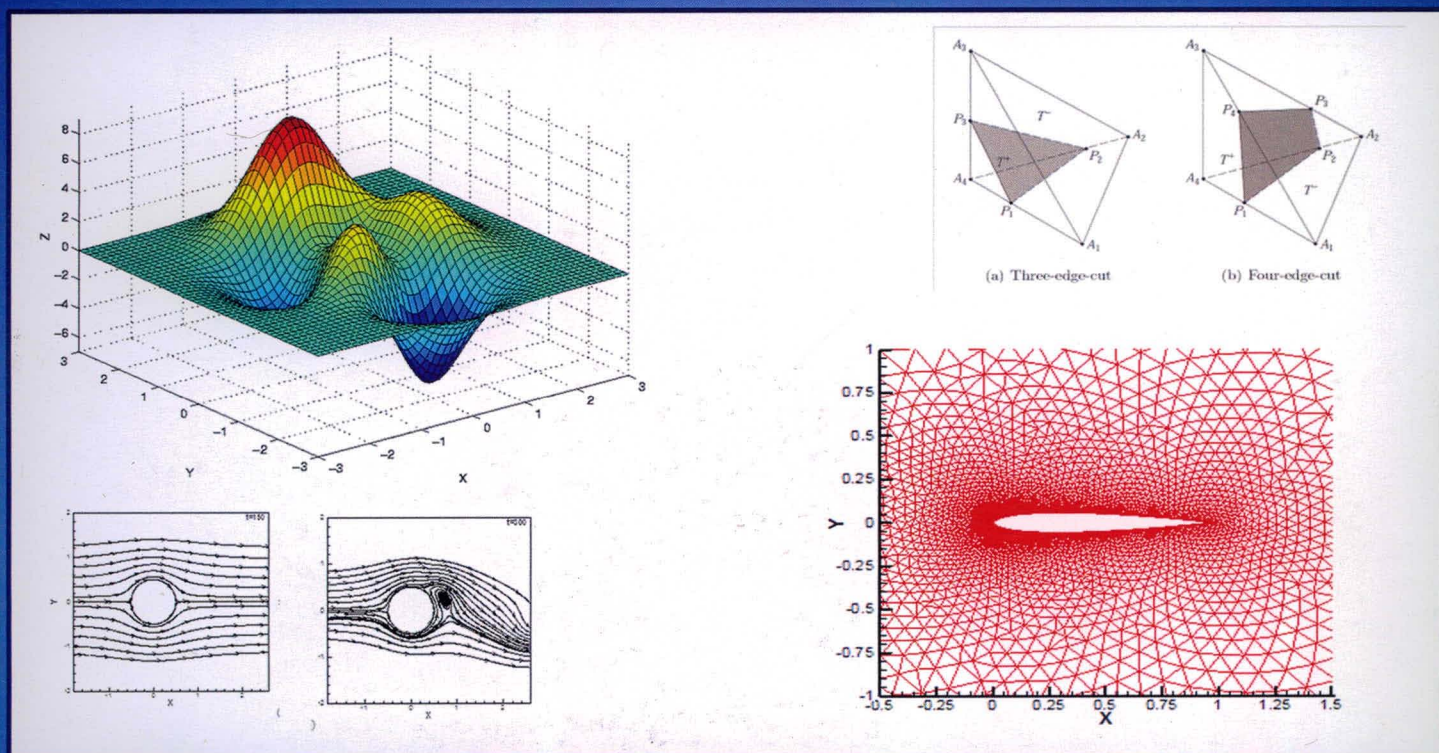 8
6
4
2
0
−2
−4
−6
Z
3
2
1
0
−1
−2
−3
Y
−3
−2
−1
0
1
2
3
X
A₃
P₃
T⁻
A₂
P₂
T⁺
A₄
P₁
A₁
(a) Three-edge-cut
A₃
P₄
P₃
A₂
P₂
T⁺
A₄
T⁻
P₁
A₁
(b) Four-edge-cut
Y
X
X
1
0.75
0.5
0.25
0
-0.25
-0.5
-0.75
-1
Y
-0.5
-0.25
0
0.25
0.5
0.75
1
1.25
1.5
X